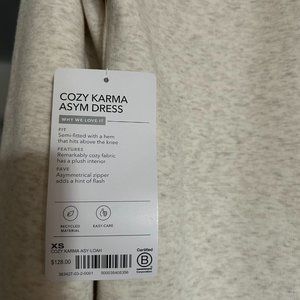 COZY KARMA
ASYM DRESS
WHY WE LOVE IT
FIT
Semi-fitted with a hem
that hits above the knee
FEATURES
Remarkably cozy fabric
has a plush interior
FAVE
Asymmetrical zipper
adds a hint of flash
RECYCLED
MATERIAL
EASY-CARE
XS
COZY KARMA-ASY-LOAH
$128.00
Certified
B
Corporation